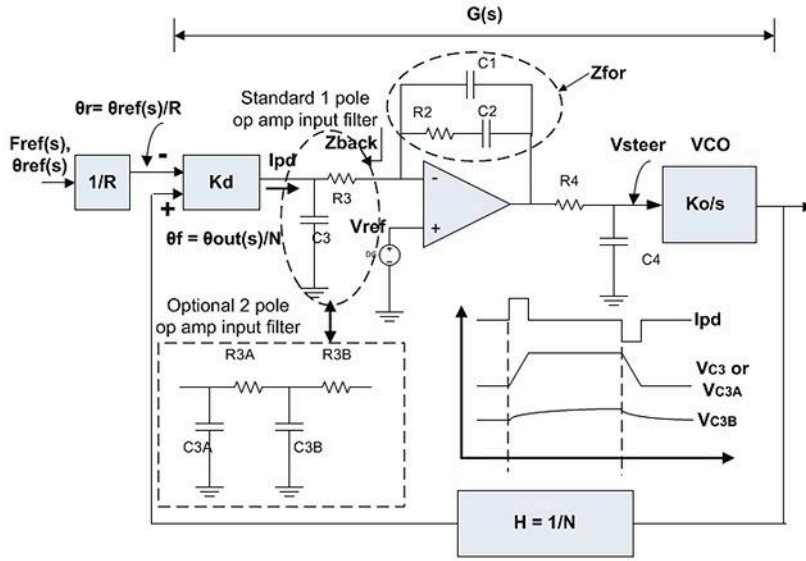 G(s)
C1
Zfor
R2
C2
θr= θref(s)/R
Standard 1 pole
op amp input filter
Fref(s),
θref(s)
1/R
-
+
Kd
Ipd
Zback
R3
C3
θf = θout(s)/N
Vref
-
+
R4
C4
Vsteer
VCO
Ko/s
Optional 2 pole
op amp input filter
R3A
R3B
C3A
C3B
Ipd
VC3 or
VC3A
VC3B
H = 1/N